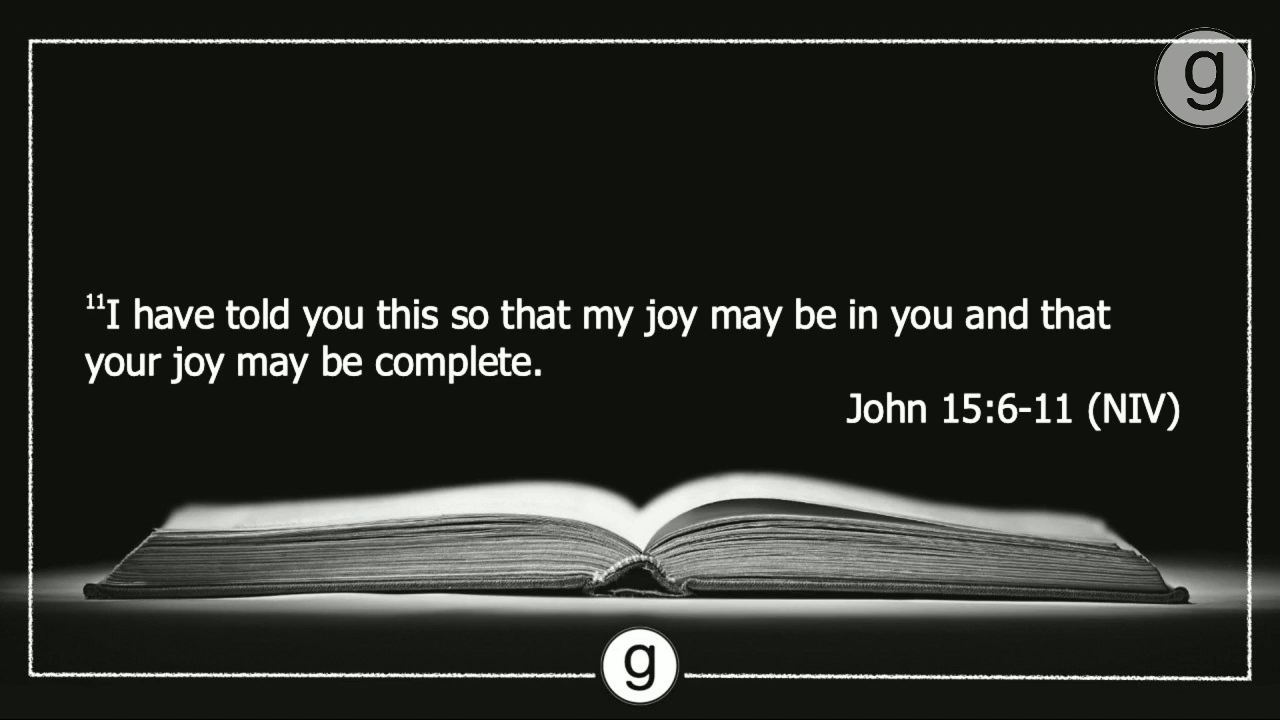 g
¹¹I have told you this so that my joy may be in you and that
your joy may be complete.
John 15:6-11 (NIV)
g